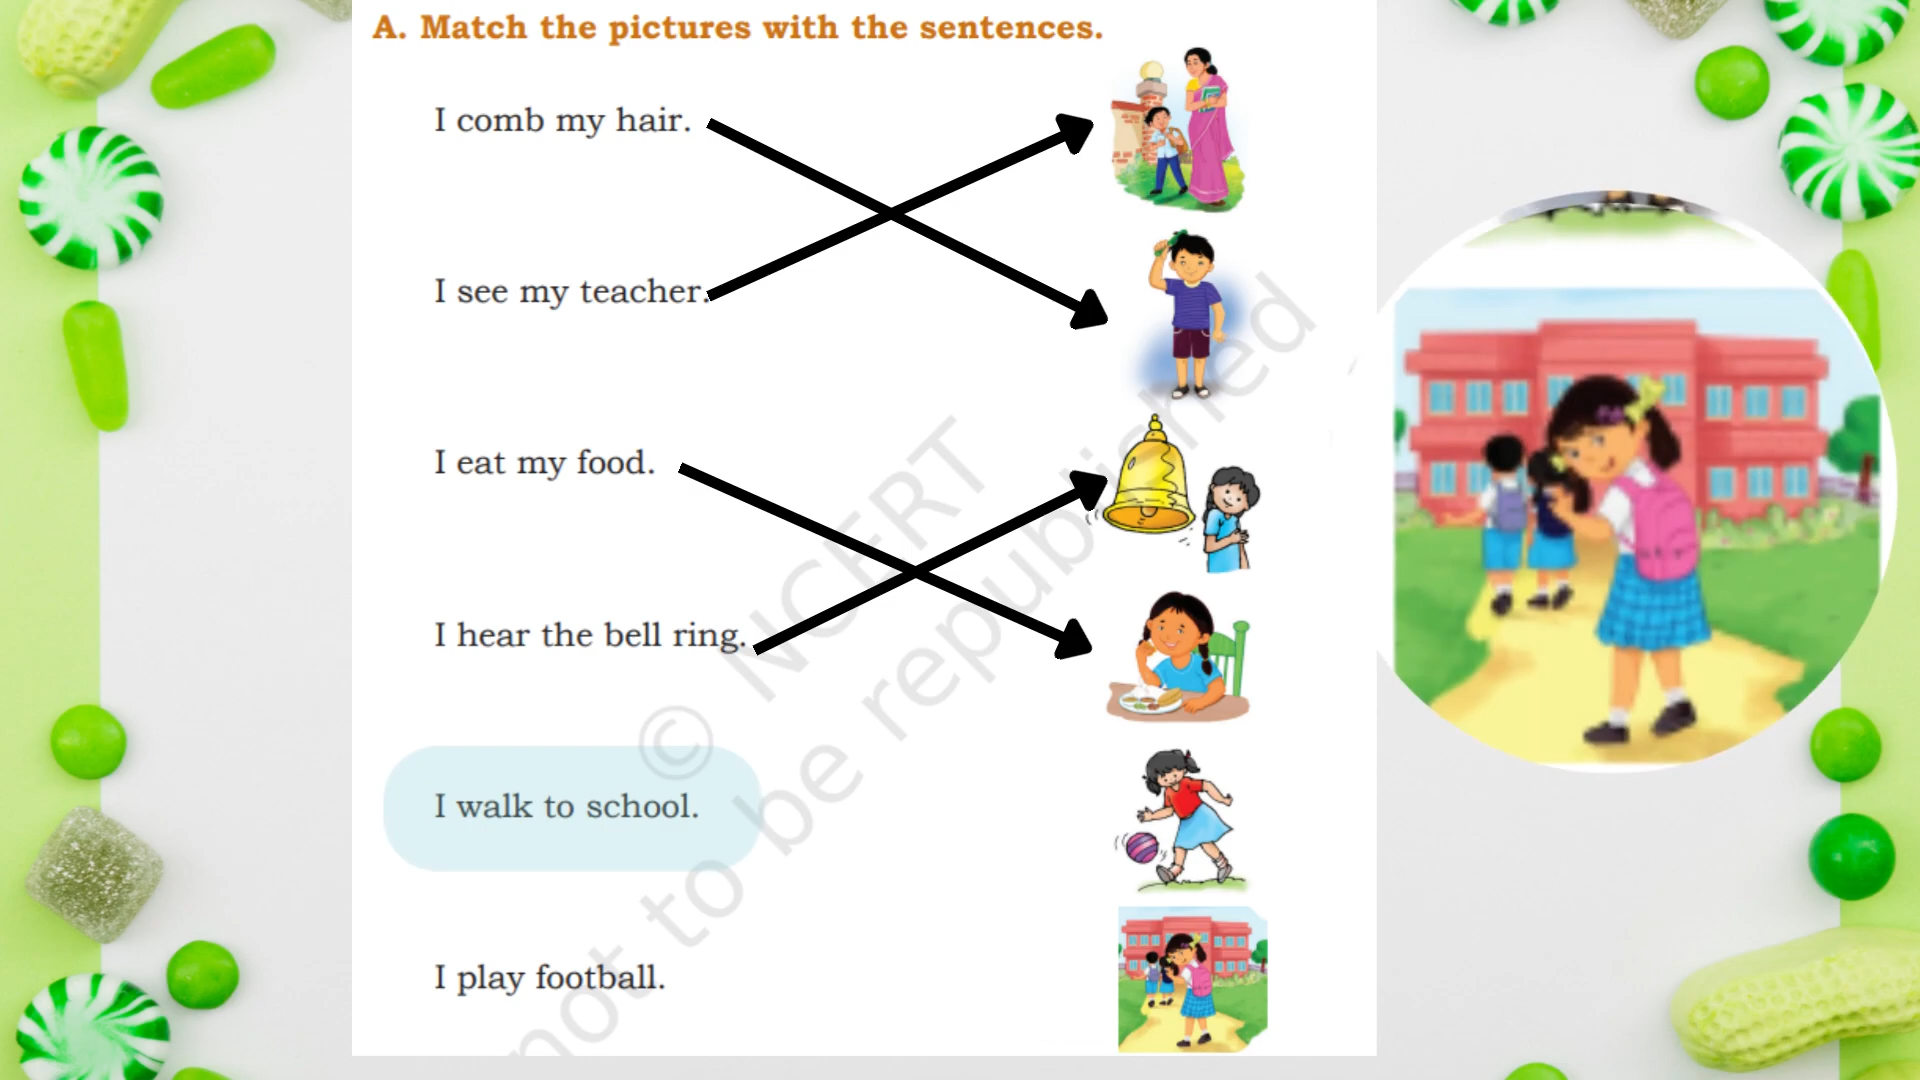 A. Match the pictures with the sentences.
I comb my hair.
I see my teacher.
I eat my food.
I hear the bell ring.
I walk to school.
I play football.
© NCERT
not to be republished